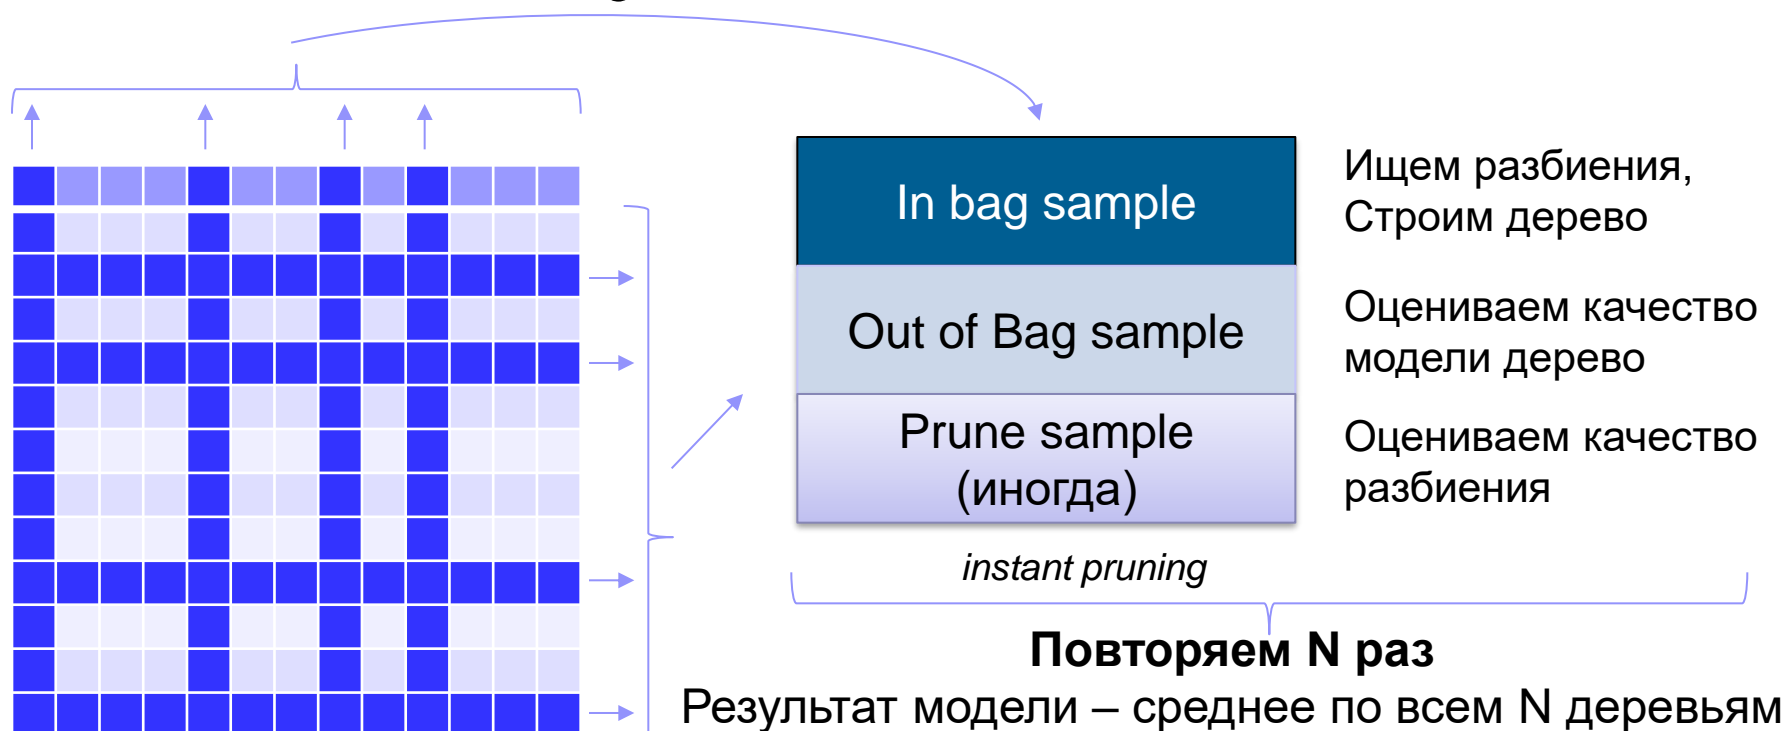 In bag sample
Ищем разбиения,
Строим дерево
Out of Bag sample
Оцениваем качество
модели дерево
Prune sample
(иногда)
Оцениваем качество
разбиения
instant pruning
Повторяем N раз
Результат модели – среднее по всем N деревьям